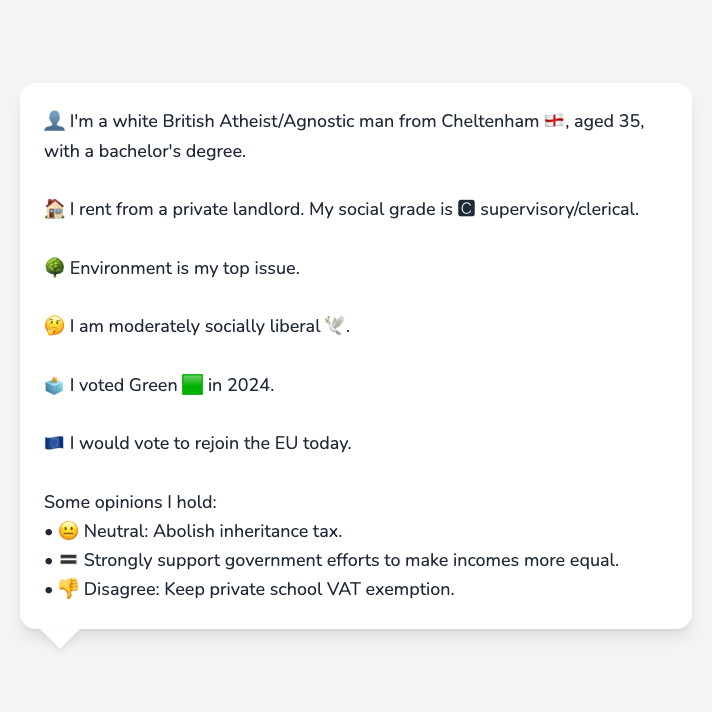 👤 I'm a white British Atheist/Agnostic man from Cheltenham 🏴󠁧󠁢󠁥󠁮󠁧󠁿, aged 35,
with a bachelor's degree.
🏠 I rent from a private landlord. My social grade is 🅲 supervisory/clerical.
🌳 Environment is my top issue.
🤔 I am moderately socially liberal 🕊️.
🗳️ I voted Green 🟩 in 2024.
🇪🇺 I would vote to rejoin the EU today.
Some opinions I hold:
• 😐 Neutral: Abolish inheritance tax.
• 🟰 Strongly support government efforts to make incomes more equal.
• 👎 Disagree: Keep private school VAT exemption.